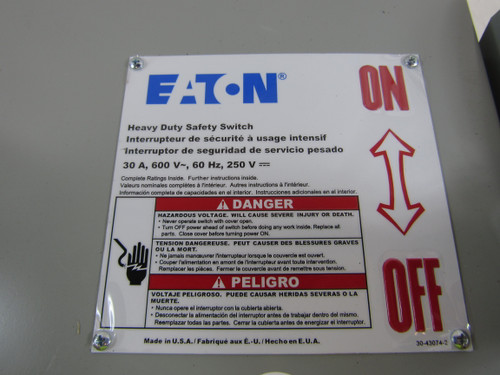 EATON®
ON
Heavy Duty Safety Switch
Interrupteur de sécurité à usage intensif
Interruptor de seguridad de servicio pesado
30 A, 600 V~, 60 Hz, 250 V ⎓
Complete Ratings Inside. Further instructions inside.
Valeurs nominales complètes à l'intérieur. Autres instructions à l'intérieur.
Información completa de capacidades en el interior. Instrucciones adicionales en el interior.
DANGER
HAZARDOUS VOLTAGE. WILL CAUSE SEVERE INJURY OR DEATH.
• Never operate switch with cover open.
• Turn OFF power ahead of switch before doing any work inside. Replace all
parts. Close cover before turning power ON.
TENSION DANGEREUSE. PEUT CAUSER DES BLESSURES GRAVES
OU LA MORT.
• Ne jamais manœuvrer l'interrupteur lorsque le couvercle est ouvert.
• Couper l'alimentation en amont de l'interrupteur avant toute intervention.
Remplacer les pièces. Fermer le couvercle avant de remettre sous tension.
PELIGRO
VOLTAJE PELIGROSO. PUEDE CAUSAR HERIDAS SEVERAS O LA
MUERTE.
• Nunca opere el interruptor con la cubierta abierta.
• Desconectar la alimentación del interruptor antes de trabajar dentro del mismo.
Reemplazar todas las partes. Cerrar la cubierta antes de energizar el interruptor.
OFF
Made in U.S.A./ Fabriqué aux É.-U. / Hecho en E.U.A.
30-43074-2